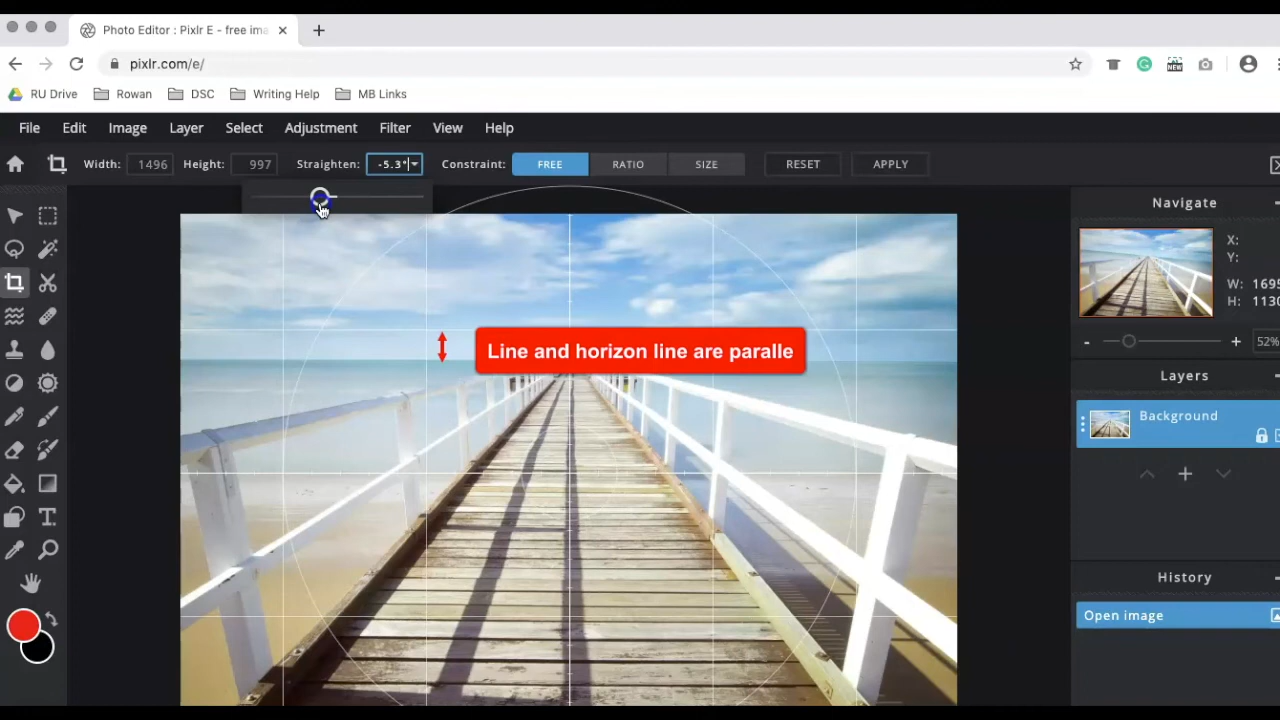 Photo Editor : Pixlr E - free ima
pixlr.com/e/
NEW
RU Drive Rowan DSC Writing Help MB Links
File Edit Image Layer Select Adjustment Filter View Help
Width: 1496 Height: 997 Straighten: -5.3° Constraint: FREE RATIO SIZE RESET APPLY
Navigate
X:
Y:
W: 1695
H: 1130
- + 52%
Line and horizon line are paralle
Layers
Background
History
Open image